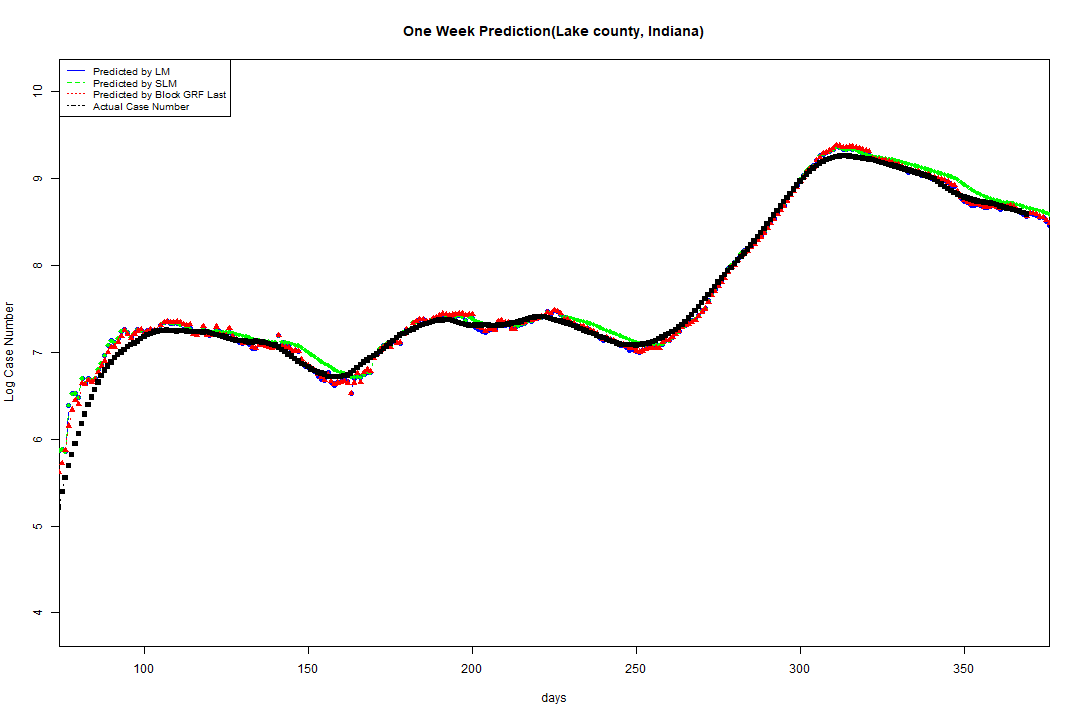 One Week Prediction(Lake county, Indiana)
Predicted by LM
Predicted by SLM
Predicted by Block GRF Last
Actual Case Number
10
9
8
7
6
5
4
Log Case Number
100 150 200 250 300 350
days